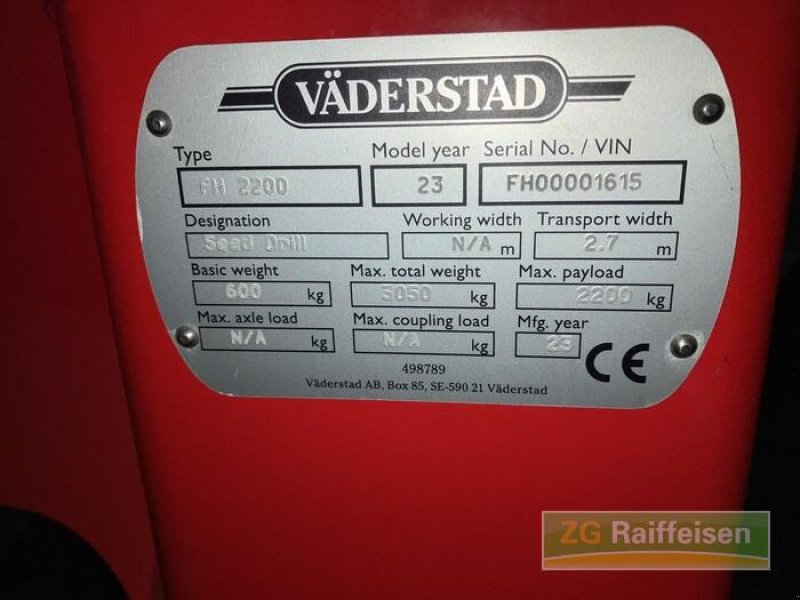 VÄDERSTAD
Type Model year Serial No. / VIN
FH 2200 23 FH00001615
Designation Working width Transport width
Seed Drill N/A m 2.7 m
Basic weight Max. total weight Max. payload
600 kg 3050 kg 2200 kg
Max. axle load Max. coupling load Mfg. year
N/A kg N/A kg 23
CE
498789
Väderstad AB, Box 85, SE-590 21 Väderstad
ZG Raiffeisen